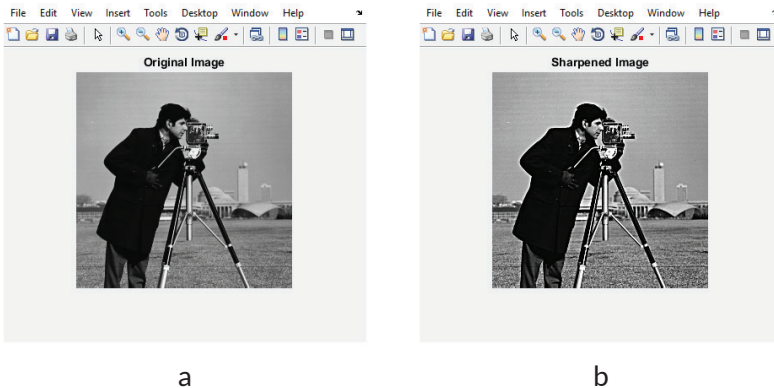 File Edit View Insert Tools Desktop Window Help
Original Image
a
File Edit View Insert Tools Desktop Window Help
Sharpened Image
b